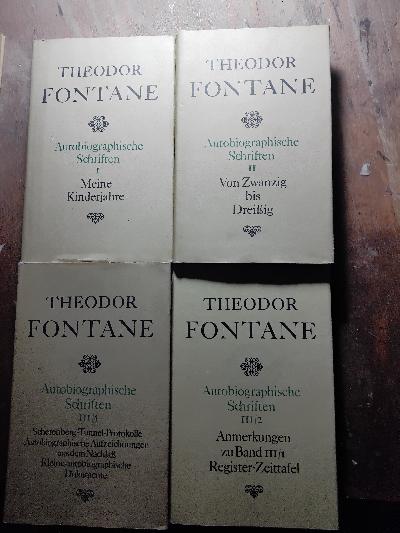 THEODOR
FONTANE
Autobiographische
Schriften
I
Meine
Kinderjahre
THEODOR
FONTANE
Autobiographische
Schriften
II
Von Zwanzig
bis
Dreißig
THEODOR
FONTANE
Autobiographische
Schriften
III/1
Scherenberg-Tunnel-Protokolle
Autobiographische Aufzeichnungen
aus dem Nachlaß
Kleine autobiographische
Dokumente
THEODOR
FONTANE
Autobiographische
Schriften
III/2
Anmerkungen
zu Band III/1
Register-Zeittafel